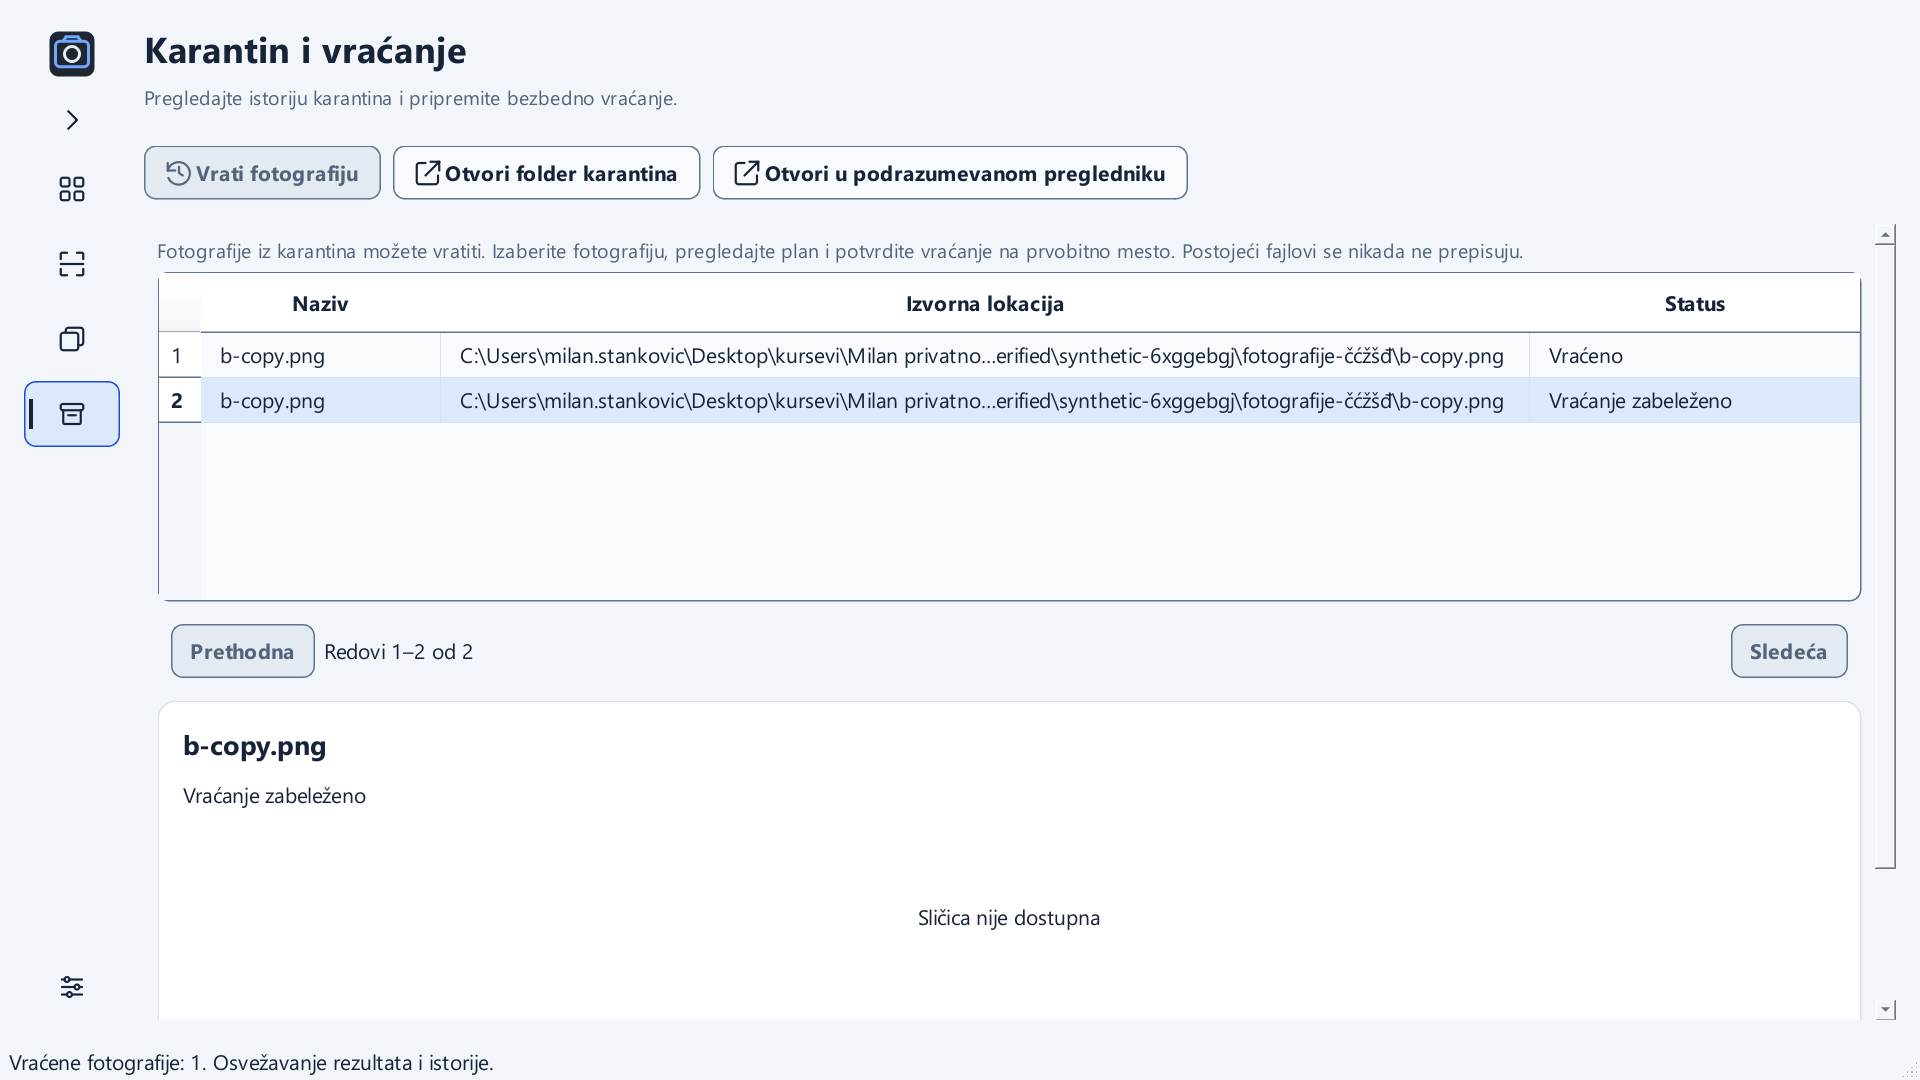 Karantin i vraćanje
Pregledajte istoriju karantina i pripremite bezbedno vraćanje.
Vrati fotografiju
Otvori folder karantina
Otvori u podrazumevanom pregledniku
Fotografije iz karantina možete vratiti. Izaberite fotografiju, pregledajte plan i potvrdite vraćanje na prvobitno mesto. Postojeći fajlovi se nikada ne prepisuju.
Naziv Izvorna lokacija Status
1 b-copy.png C:\Users\milan.stankovic\Desktop\kursevi\Milan privatno...erified\synthetic-6xggebgj\fotografije-čćžšđ\b-copy.png Vraćeno
2 b-copy.png C:\Users\milan.stankovic\Desktop\kursevi\Milan privatno...erified\synthetic-6xggebgj\fotografije-čćžšđ\b-copy.png Vraćanje zabeleženo
Prethodna Redovi 1–2 od 2 Sledeća
b-copy.png
Vraćanje zabeleženo
Sličica nije dostupna
Vraćene fotografije: 1. Osvežavanje rezultata i istorije.